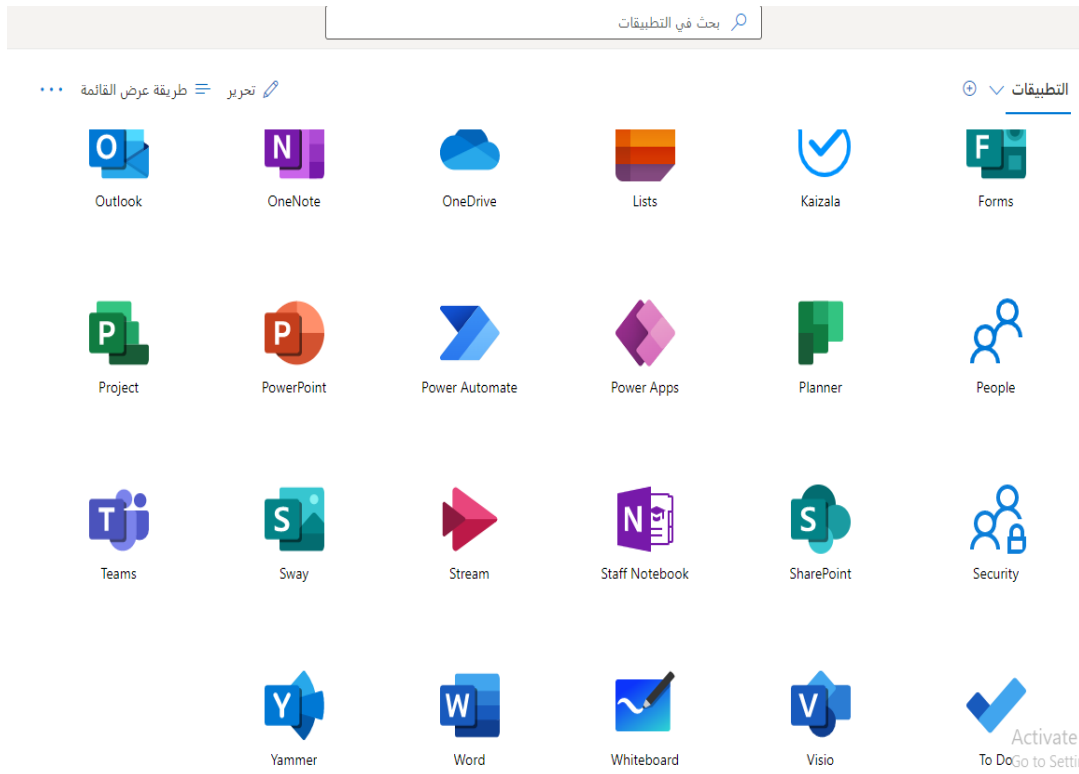 بحث في التطبيقات
التطبيقات
تحرير
طريقة عرض القائمة
Forms
Kaizala
Lists
OneDrive
OneNote
Outlook
People
Planner
Power Apps
Power Automate
PowerPoint
Project
Security
SharePoint
Staff Notebook
Stream
Sway
Teams
To Do
Visio
Whiteboard
Word
Yammer
Activate
Go to Setti